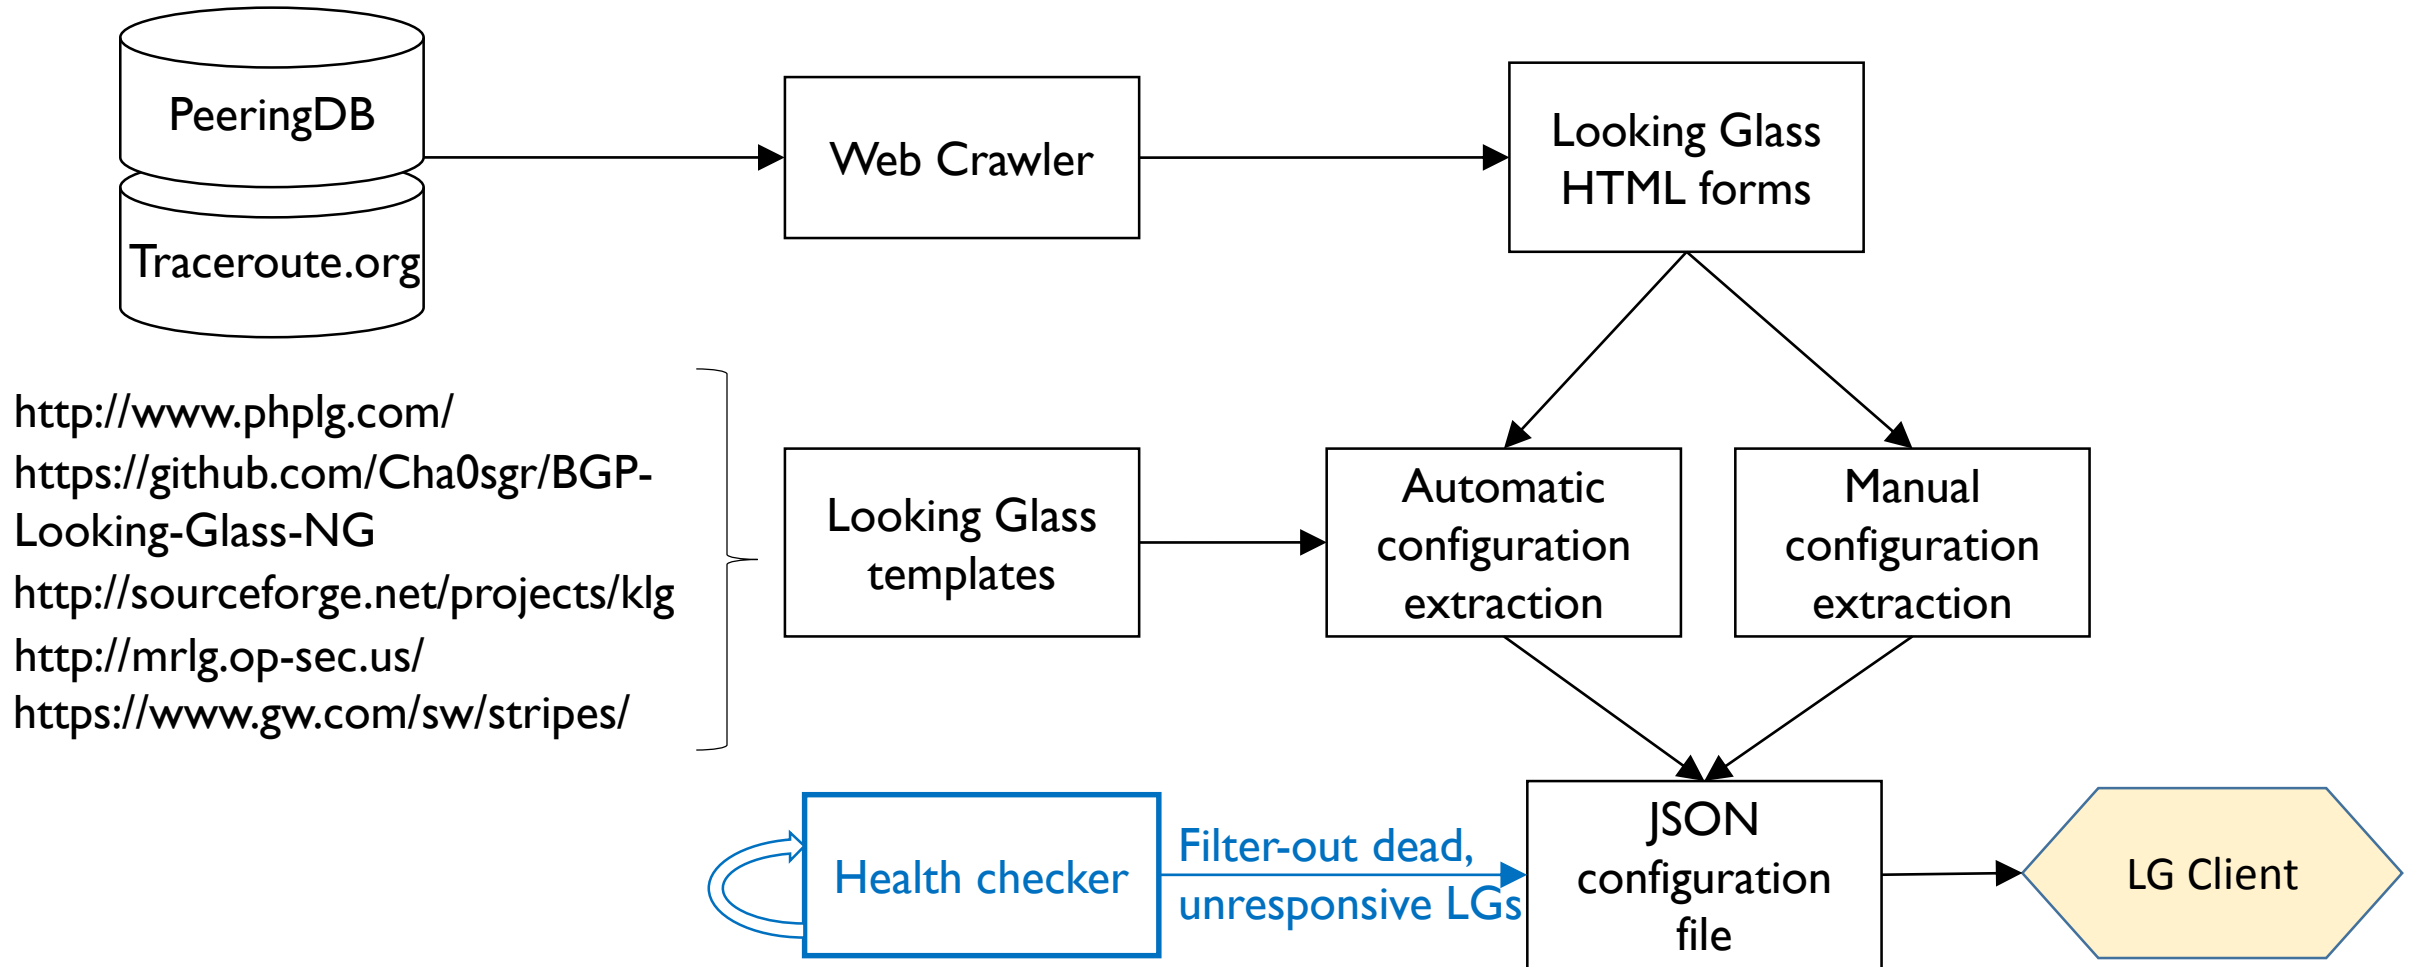 PeeringDB
Traceroute.org
Web Crawler
Looking Glass
HTML forms
http://www.phplg.com/
https://github.com/Cha0sgr/BGP-
Looking-Glass-NG
http://sourceforge.net/projects/klg
http://mrlg.op-sec.us/
https://www.gw.com/sw/stripes/
Looking Glass
templates
Automatic
configuration
extraction
Manual
configuration
extraction
Health checker
Filter-out dead,
unresponsive LGs
JSON
configuration
file
LG Client